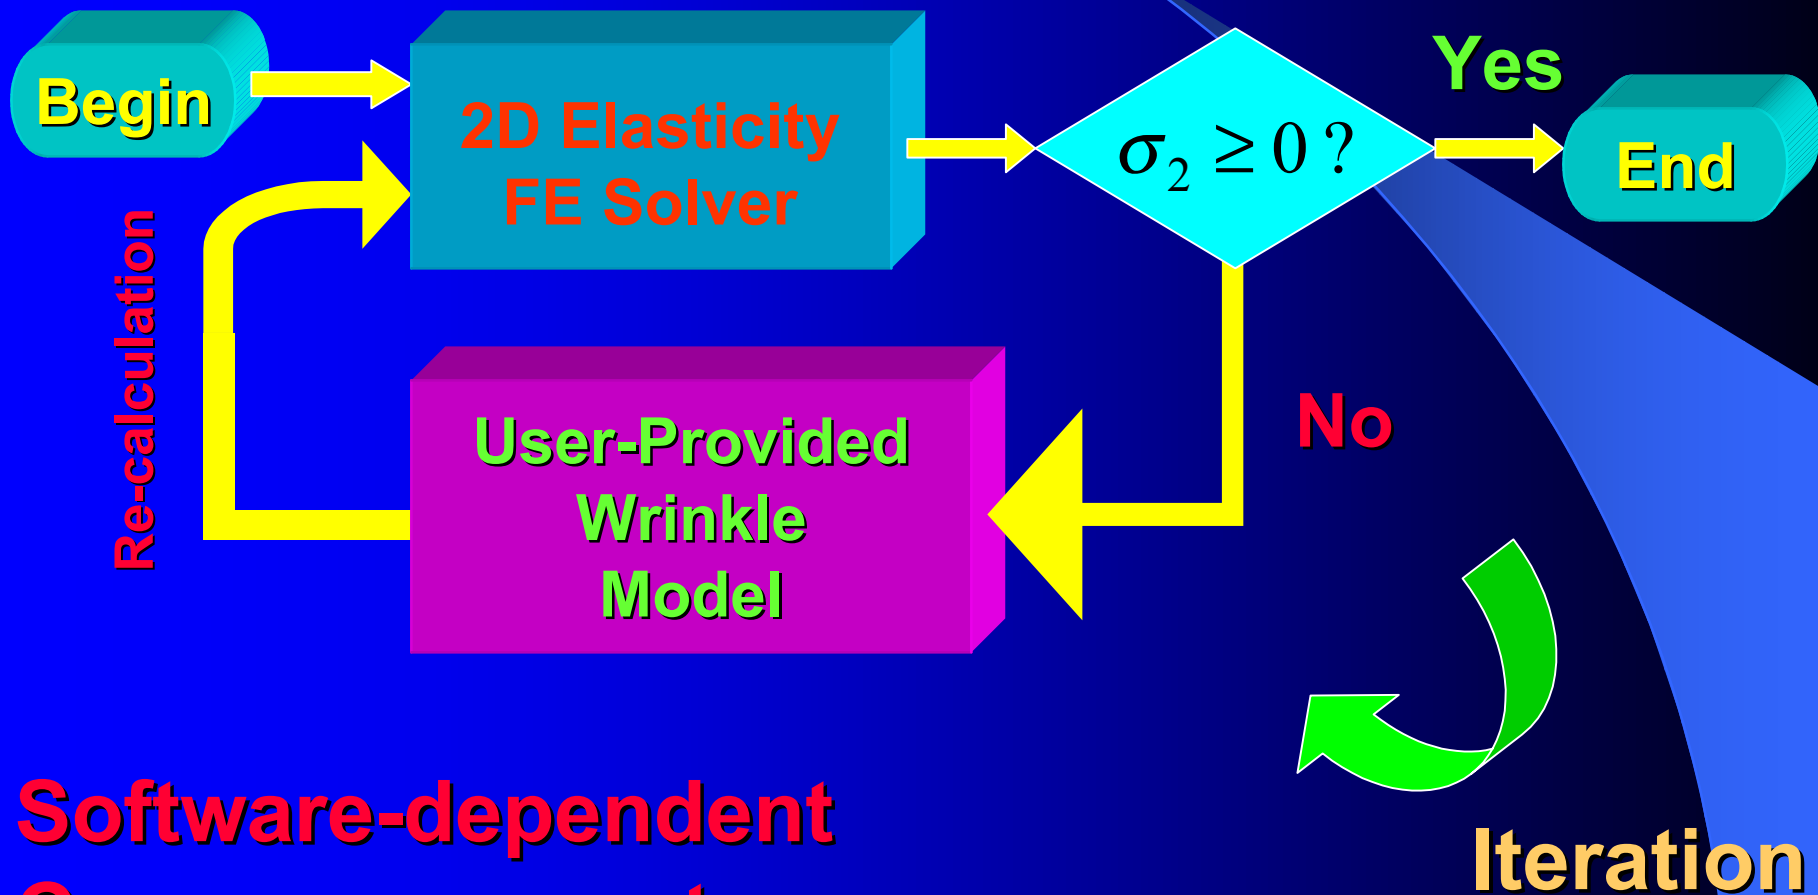 Begin
2D Elasticity
FE Solver
σ₂ ≥ 0 ?
Yes
End
Re-calculation
User-Provided
Wrinkle
Model
No
Software-dependent
Iteration